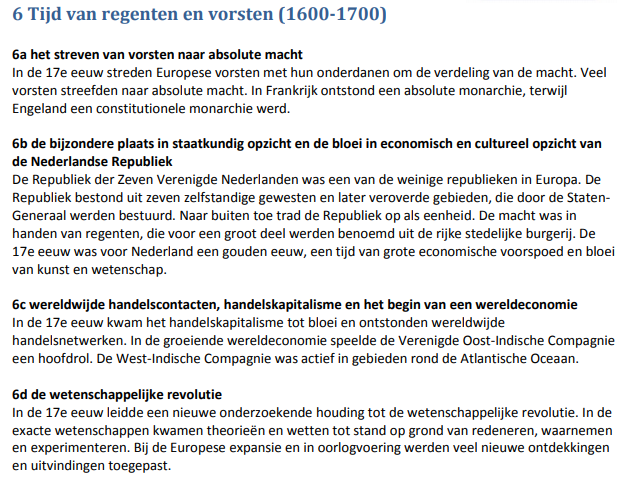 6 Tijd van regenten en vorsten (1600-1700)
6a het streven van vorsten naar absolute macht
In de 17e eeuw streden Europese vorsten met hun onderdanen om de verdeling van de macht. Veel
vorsten streefden naar absolute macht. In Frankrijk ontstond een absolute monarchie, terwijl
Engeland een constitutionele monarchie werd.
6b de bijzondere plaats in staatkundig opzicht en de bloei in economisch en cultureel opzicht van
de Nederlandse Republiek
De Republiek der Zeven Verenigde Nederlanden was een van de weinige republieken in Europa. De
Republiek bestond uit zeven zelfstandige gewesten en later veroverde gebieden, die door de Staten-
Generaal werden bestuurd. Naar buiten toe trad de Republiek op als eenheid. De macht was in
handen van regenten, die voor een groot deel werden benoemd uit de rijke stedelijke burgerij. De
17e eeuw was voor Nederland een gouden eeuw, een tijd van grote economische voorspoed en bloei
van kunst en wetenschap.
6c wereldwijde handelscontacten, handelskapitalisme en het begin van een wereldeconomie
In de 17e eeuw kwam het handelskapitalisme tot bloei en ontstonden wereldwijde
handelsnetwerken. In de groeiende wereldeconomie speelde de Verenigde Oost-Indische Compagnie
een hoofdrol. De West-Indische Compagnie was actief in gebieden rond de Atlantische Oceaan.
6d de wetenschappelijke revolutie
In de 17e eeuw leidde een nieuwe onderzoekende houding tot de wetenschappelijke revolutie. In de
exacte wetenschappen kwamen theorieën en wetten tot stand op grond van redeneren, waarnemen
en experimenteren. Bij de Europese expansie en in oorlogvoering werden veel nieuwe ontdekkingen
en uitvindingen toegepast.